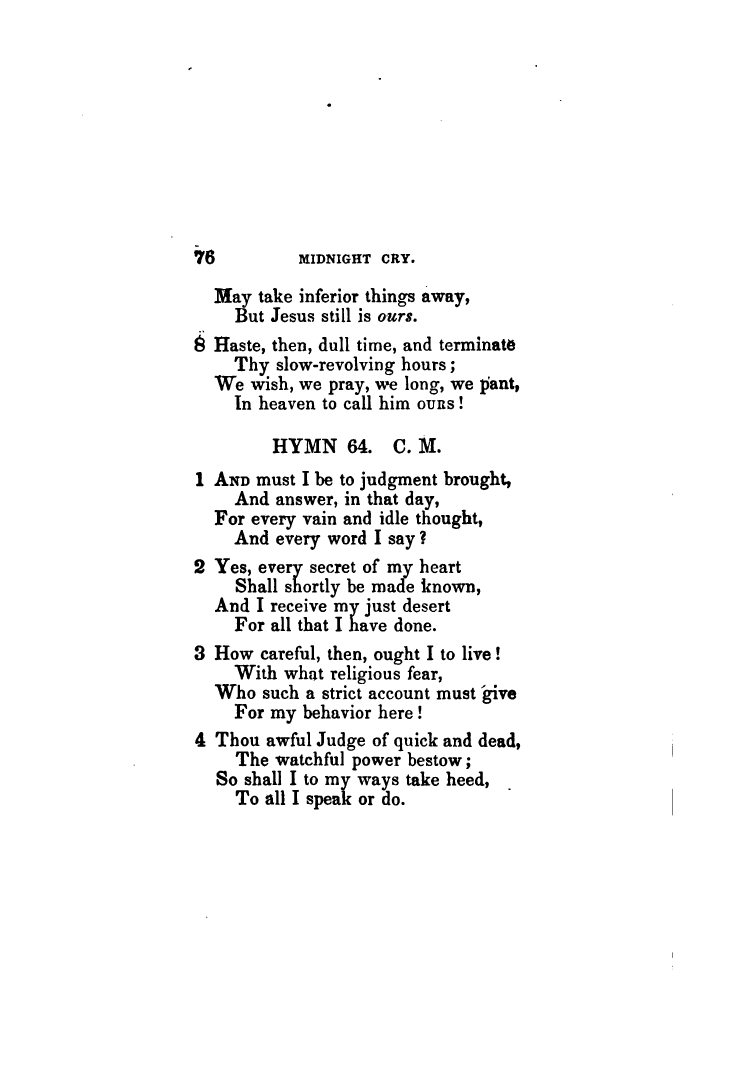 76 MIDNIGHT CRY.
May take inferior things away,
But Jesus still is ours.
8 Haste, then, dull time, and terminate
Thy slow-revolving hours;
We wish, we pray, we long, we pant,
In heaven to call him OURS!
HYMN 64. C. M.
1 AND must I be to judgment brought,
And answer, in that day,
For every vain and idle thought,
And every word I say?
2 Yes, every secret of my heart
Shall shortly be made known,
And I receive my just desert
For all that I have done.
3 How careful, then, ought I to live!
With what religious fear,
Who such a strict account must give
For my behavior here!
4 Thou awful Judge of quick and dead,
The watchful power bestow;
So shall I to my ways take heed,
To all I speak or do.